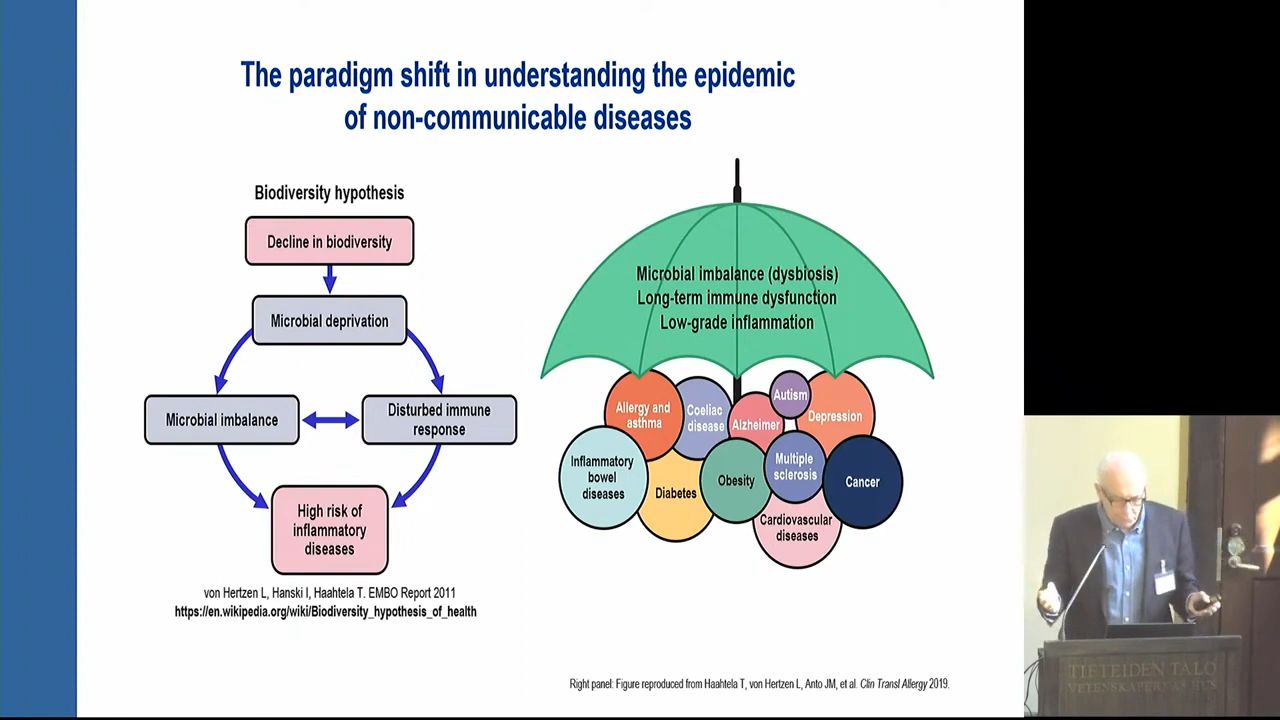 The paradigm shift in understanding the epidemic
of non-communicable diseases
Biodiversity hypothesis
Decline in biodiversity
Microbial deprivation
Microbial imbalance
Disturbed immune
response
High risk of
inflammatory
diseases
von Hertzen L, Hanski I, Haahtela T. EMBO Report 2011
https://en.wikipedia.org/wiki/Biodiversity_hypothesis_of_health
Microbial imbalance (dysbiosis)
Long-term immune dysfunction
Low-grade inflammation
Allergy and
asthma
Coeliac
disease
Alzheimer
Autism
Depression
Inflammatory
bowel
diseases
Diabetes
Obesity
Multiple
sclerosis
Cancer
Cardiovascular
diseases
Right panel: Figure reproduced from Haahtela T, von Hertzen L, Anto JM, et al. Clin Transl Allergy 2019.
TIETEIDEN TALO
VETENSKAPERNAS HUS